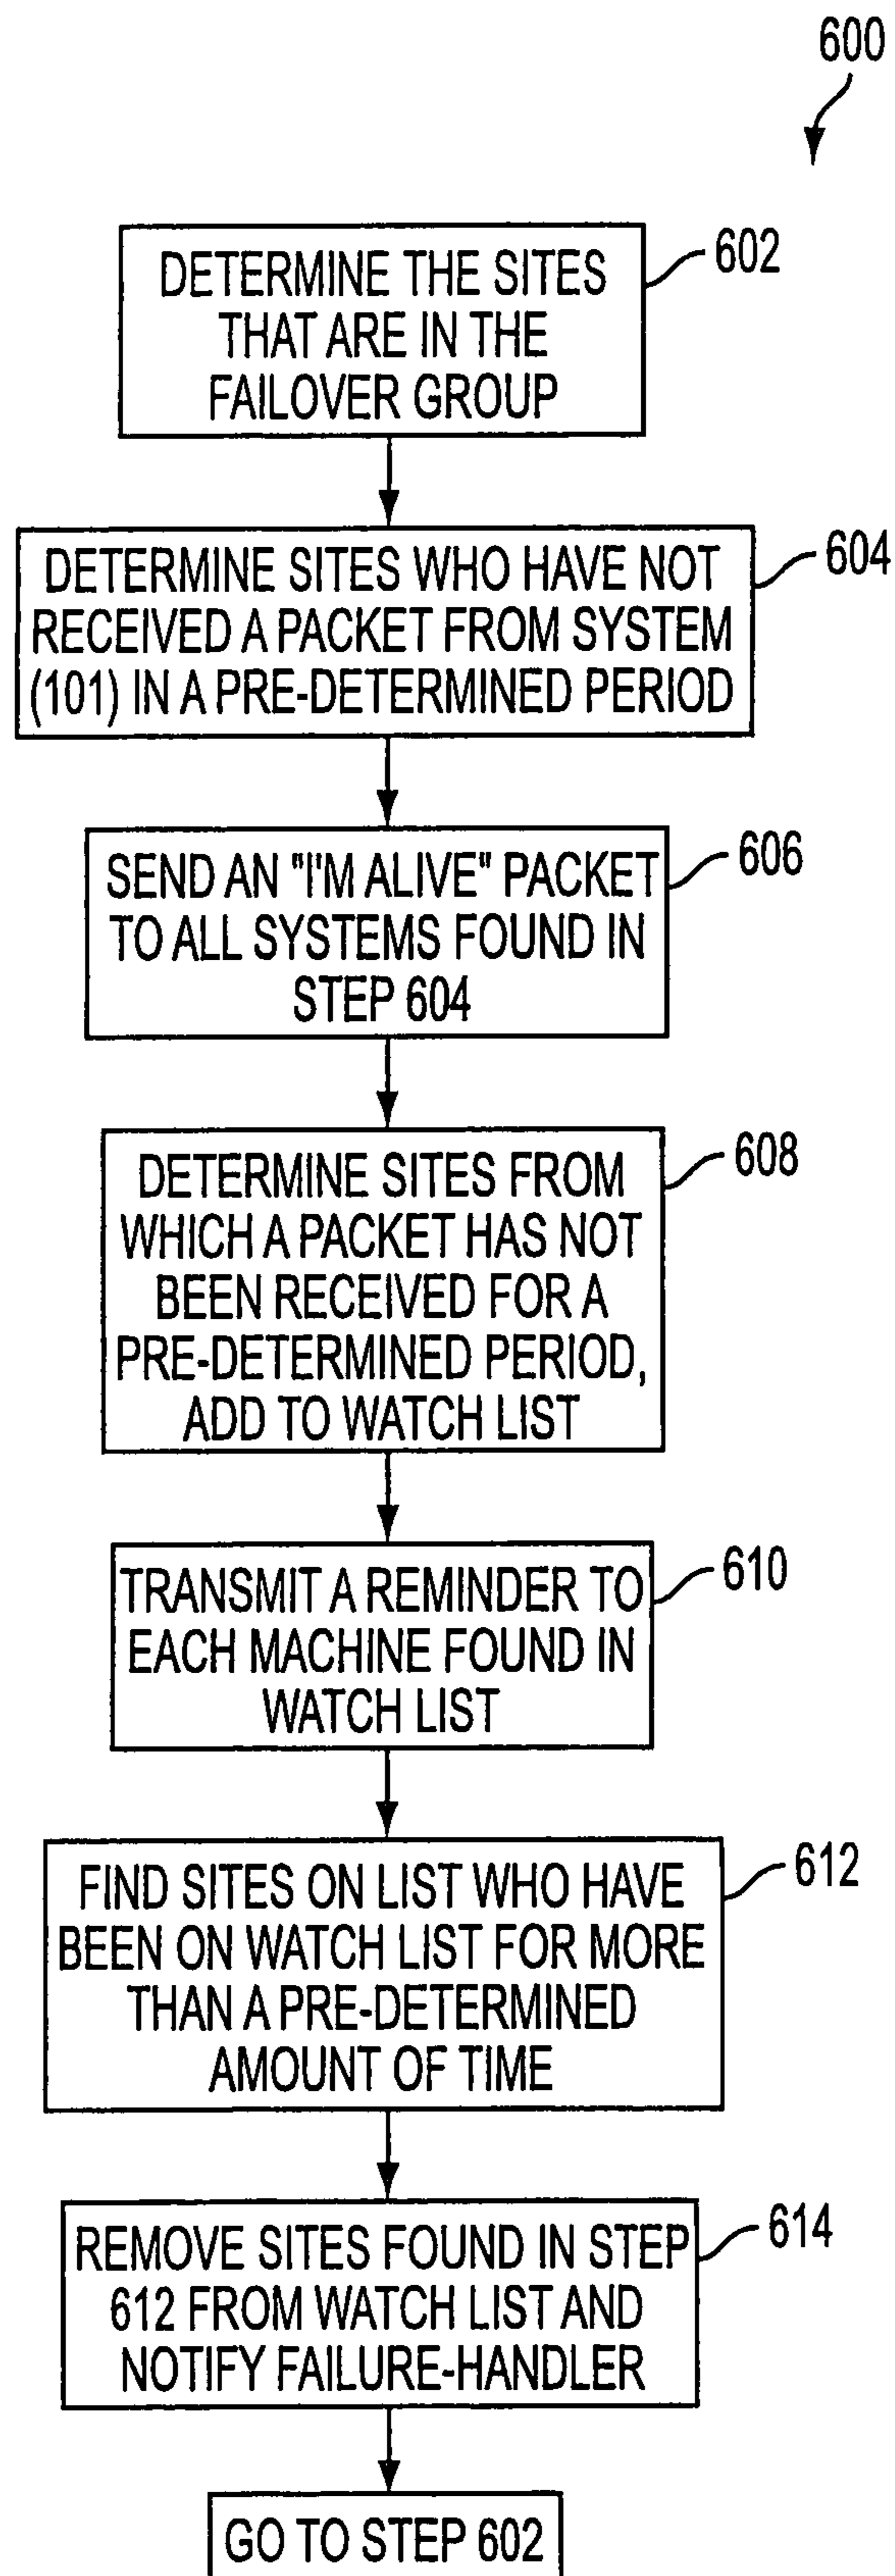 600
DETERMINE THE SITES
THAT ARE IN THE
FAILOVER GROUP
602
DETERMINE SITES WHO HAVE NOT
RECEIVED A PACKET FROM SYSTEM
(101) IN A PRE-DETERMINED PERIOD
604
SEND AN "I'M ALIVE" PACKET
TO ALL SYSTEMS FOUND IN
STEP 604
606
DETERMINE SITES FROM
WHICH A PACKET HAS NOT
BEEN RECEIVED FOR A
PRE-DETERMINED PERIOD,
ADD TO WATCH LIST
608
TRANSMIT A REMINDER TO
EACH MACHINE FOUND IN
WATCH LIST
610
FIND SITES ON LIST WHO HAVE
BEEN ON WATCH LIST FOR MORE
THAN A PRE-DETERMINED
AMOUNT OF TIME
612
REMOVE SITES FOUND IN STEP
612 FROM WATCH LIST AND
NOTIFY FAILURE-HANDLER
614
GO TO STEP 602